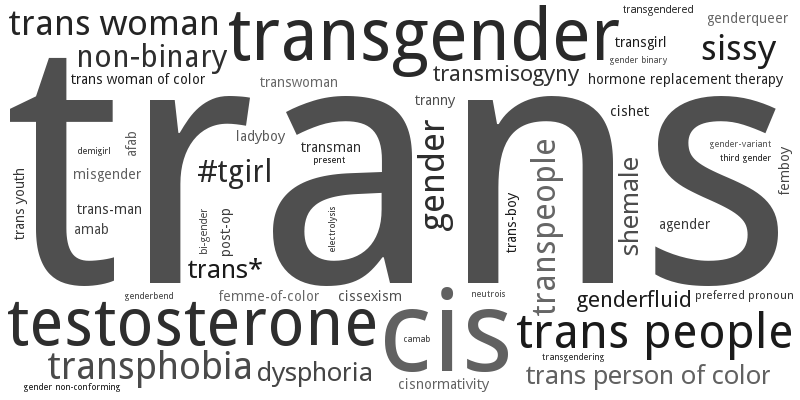 trans woman
transgender
transgendered
genderqueer
non-binary
transgirl
sissy
gender binary
trans woman of color
transwoman
transmisogyny
hormone replacement therapy
trans
tranny
cishet
demigirl
afab
ladyboy
transman
present
gender
transpeople
gender-variant
third gender
femboy
misgender
#tgirl
shemale
trans youth
trans-man
amab
bi-gender
post-op
electrolysis
trans-boy
agender
trans*
genderbend
femme-of-color
cissexism
neutrois
genderfluid
preferred pronoun
testosterone
cis
camab
trans people
transphobia
dysphoria
transgendering
trans person of color
gender non-conforming
cisnormativity